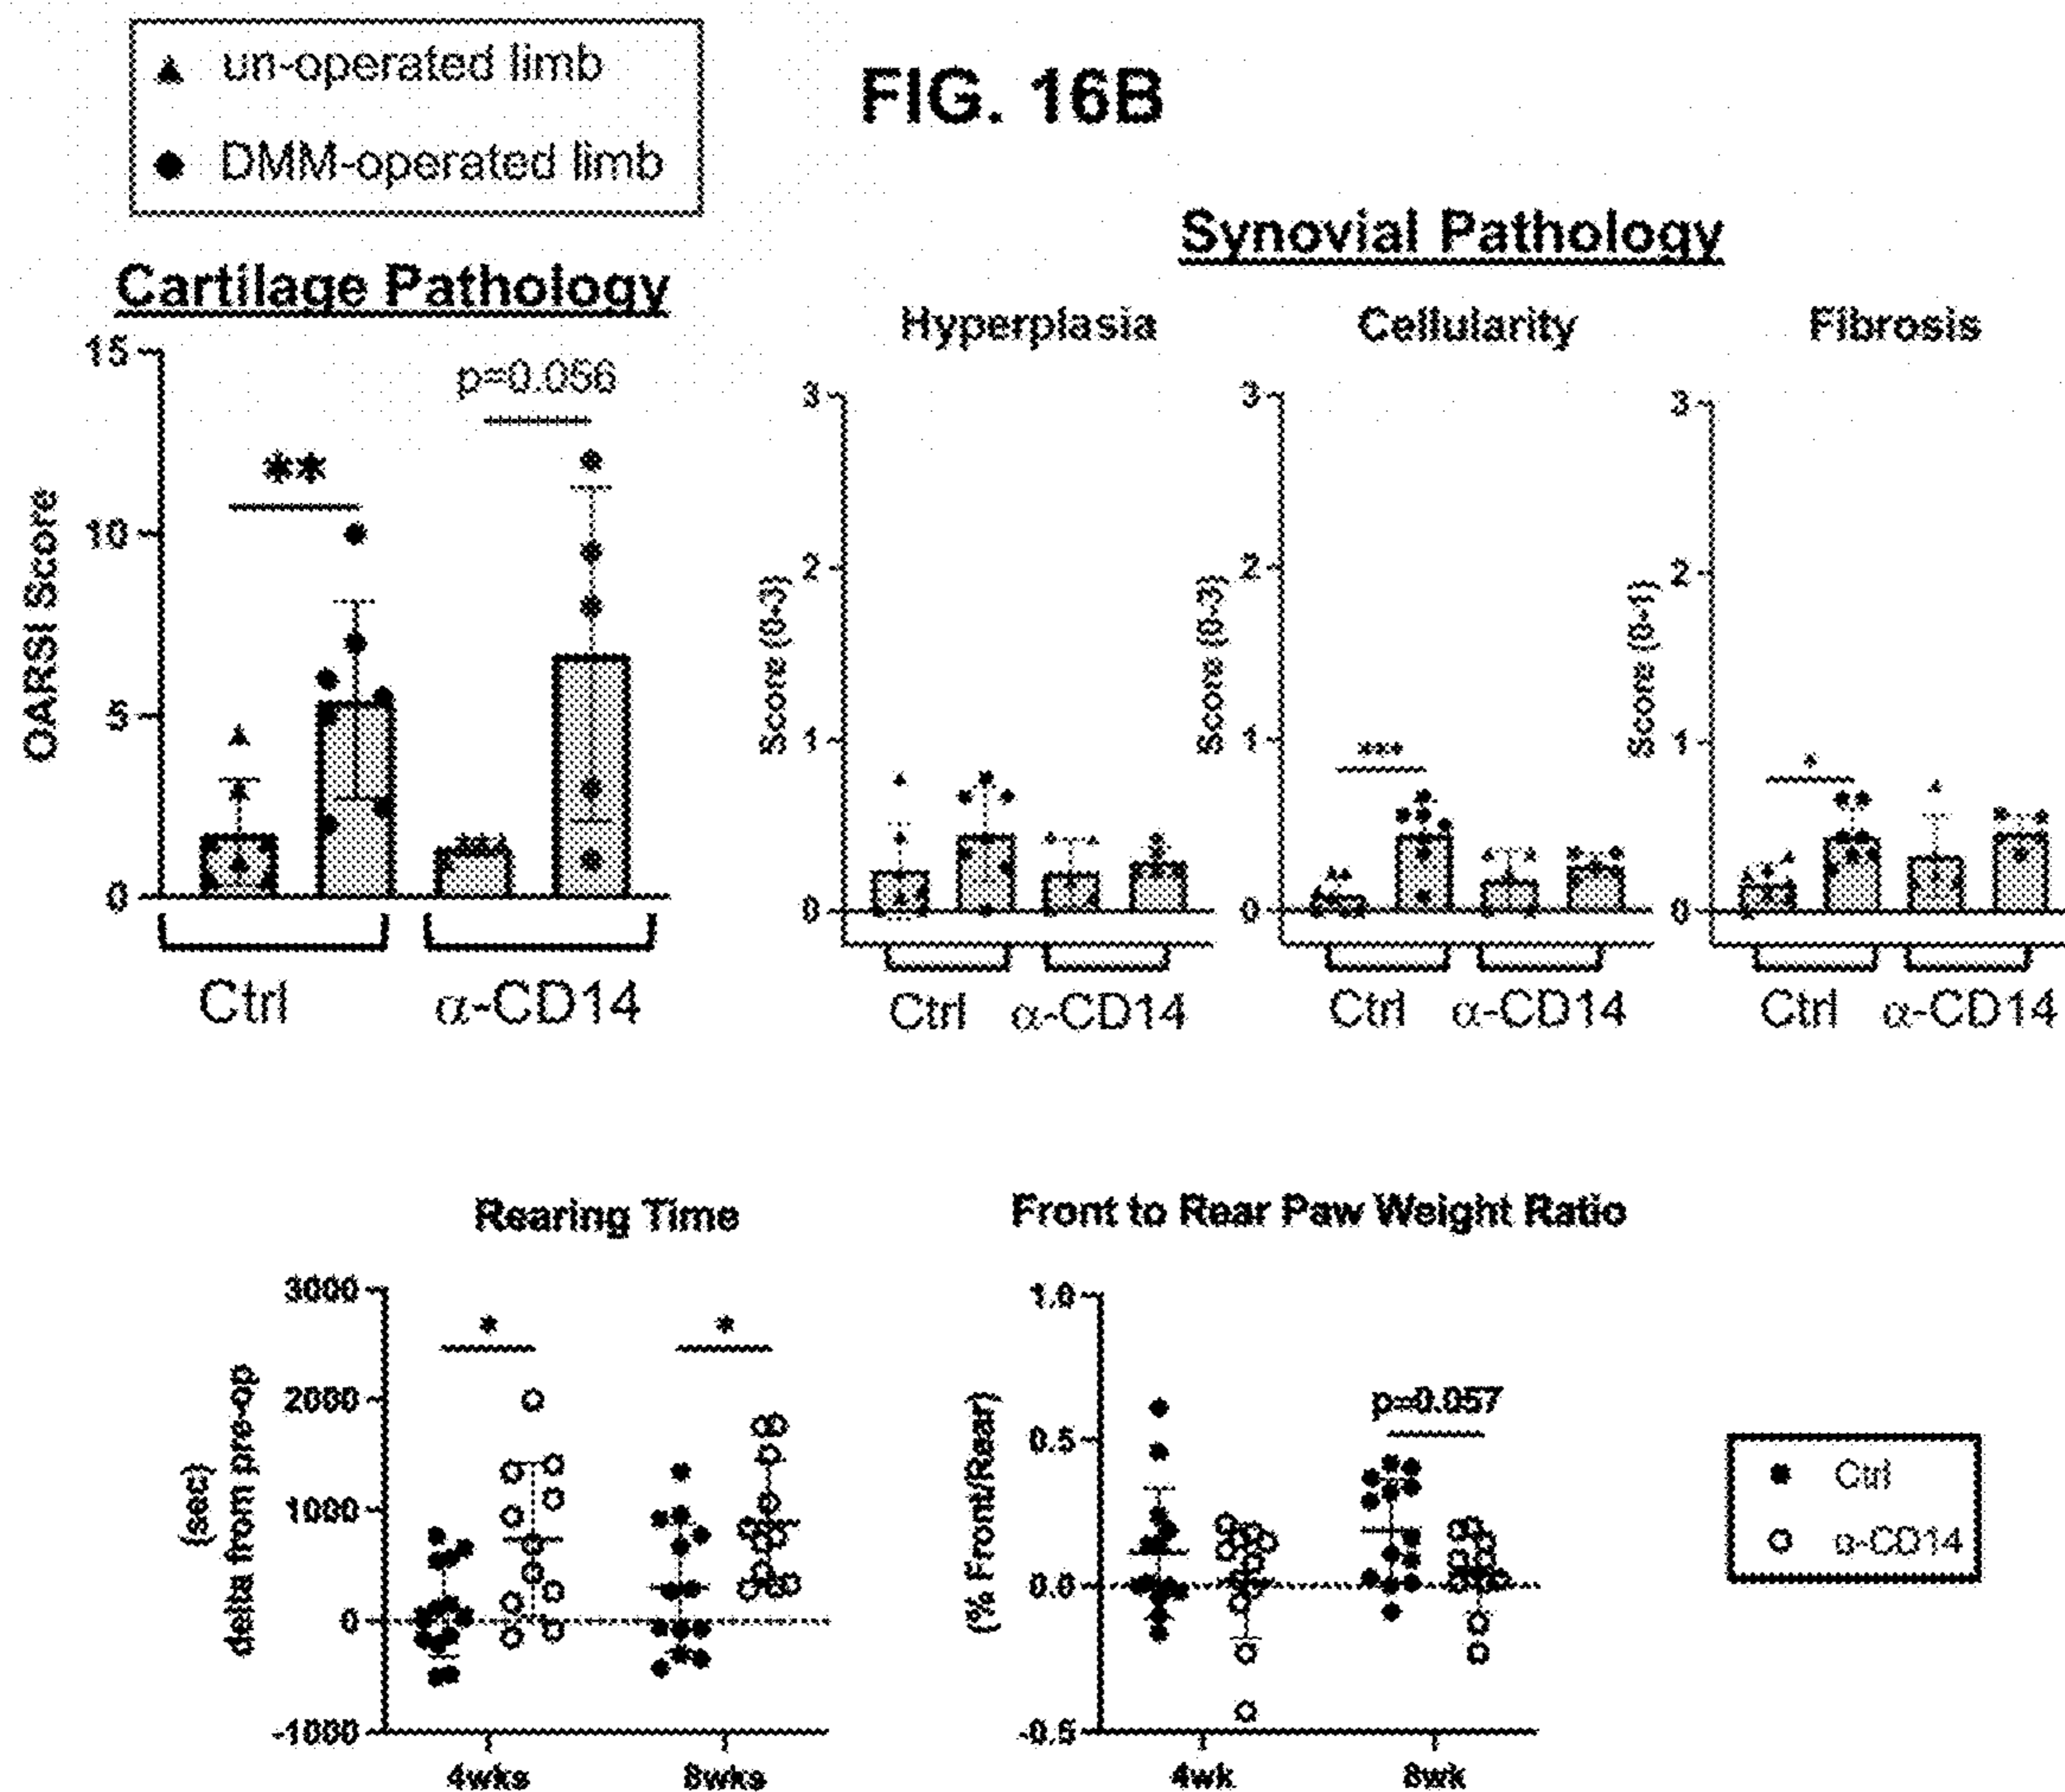 un-operated limb
DMM-operated limb
FIG. 16B
Cartilage Pathology
OARSI Score
15
10
5
0
**
p=0.056
Ctrl
α-CD14
Synovial Pathology
Hyperplasia
Score (0-3)
3
2
1
0
Ctrl
α-CD14
Cellularity
Score (0-3)
3
2
1
0
***
Ctrl
α-CD14
Fibrosis
Score (0-1)
3
2
1
0
*
Ctrl
α-CD14
Rearing Time
delta from pre-op
(sec)
3000
2000
1000
0
-1000
*
*
4wks
8wks
Front to Rear Paw Weight Ratio
(% Front/Rear)
1.0
0.5
0.0
-0.5
p=0.057
4wk
8wk
Ctrl
α-CD14